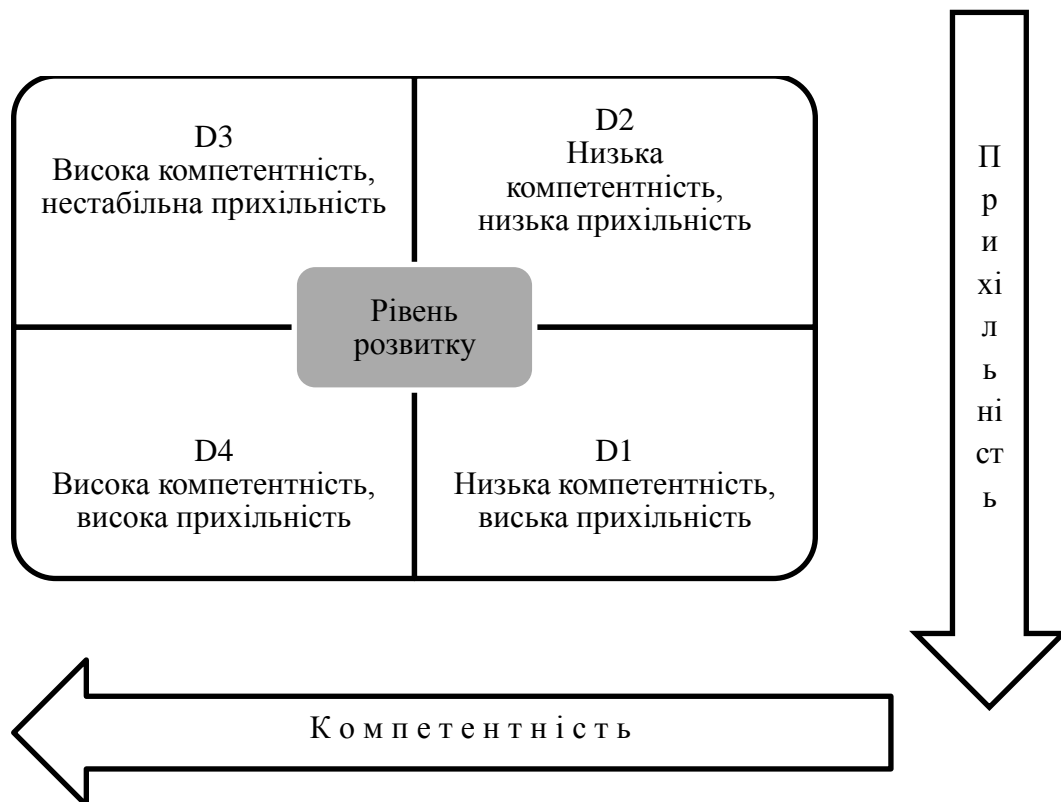 D3
Висока компетентність,
нестабільна прихільність
D2
Низька
компетентність,
низька прихільність
Рівень
розвитку
D4
Висока компетентність,
висока прихільність
D1
Низька компетентність,
виська прихільність
П
р
и
хі
л
ь
ні
ст
ь
К о м п е т е н т н і с т ь